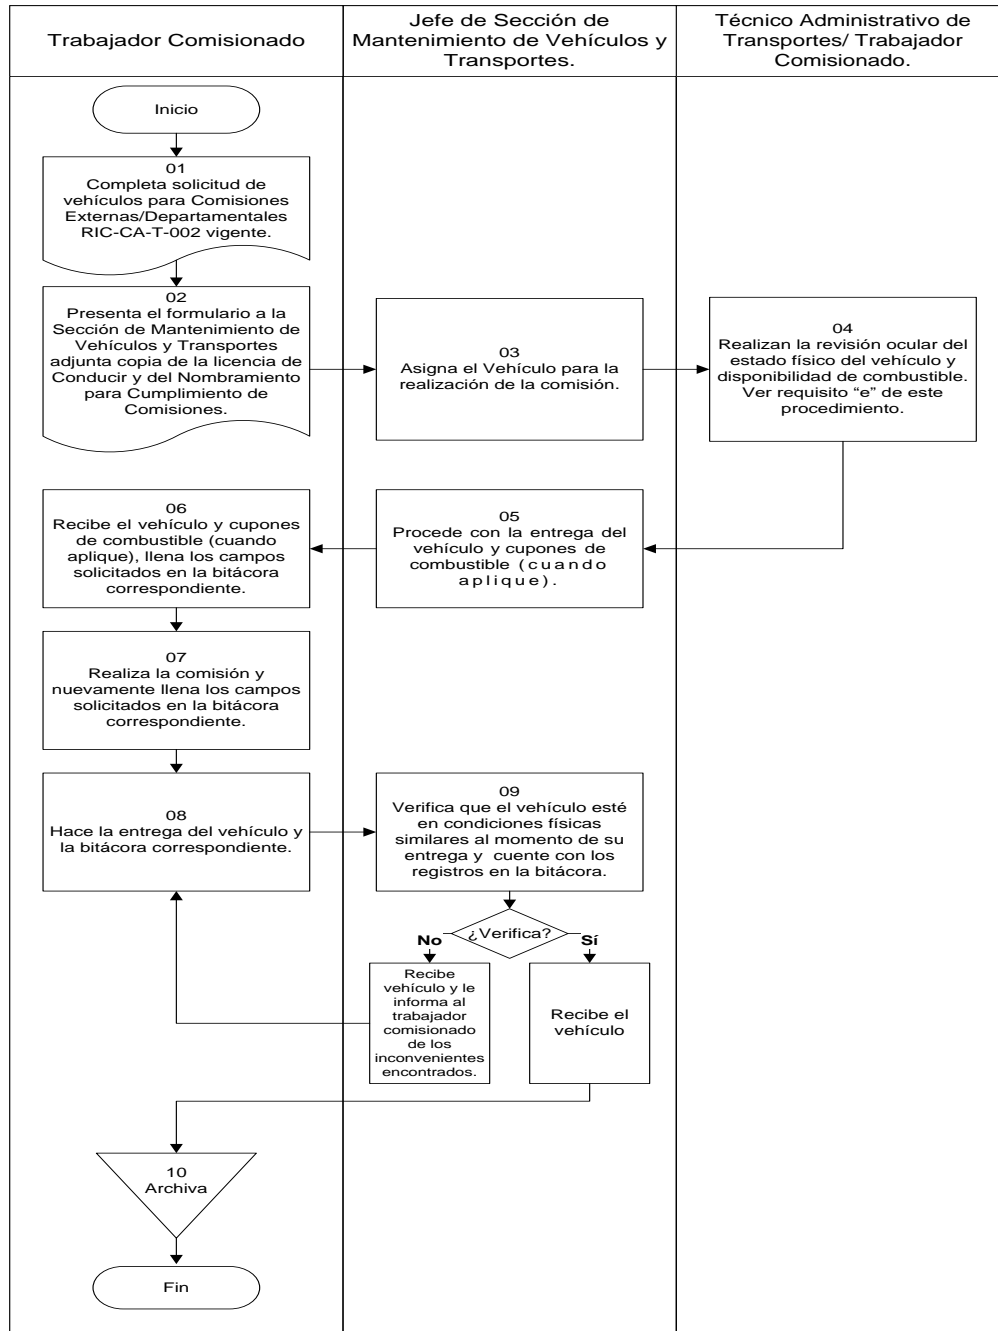 Trabajador Comisionado
Jefe de Sección de
Mantenimiento de Vehículos y
Transportes.
Técnico Administrativo de
Transportes/ Trabajador
Comisionado.
Inicio
01
Completa solicitud de
vehículos para Comisiones
Externas/Departamentales
RIC-CA-T-002 vigente.
02
Presenta el formulario a la
Sección de Mantenimiento de
Vehículos y Transportes
adjunta copia de la licencia de
Conducir y del Nombramiento
para Cumplimiento de
Comisiones.
03
Asigna el Vehículo para la
realización de la comisión.
04
Realizan la revisión ocular del
estado físico del vehículo y
disponibilidad de combustible.
Ver requisito “e” de este
procedimiento.
05
Procede con la entrega del
vehículo y cupones de
combustible (cuando
aplique).
06
Recibe el vehículo y cupones
de combustible (cuando
aplique), llena los campos
solicitados en la bitácora
correspondiente.
07
Realiza la comisión y
nuevamente llena los campos
solicitados en la bitácora
correspondiente.
08
Hace la entrega del vehículo y
la bitácora correspondiente.
09
Verifica que el vehículo esté
en condiciones físicas
similares al momento de su
entrega y cuente con los
registros en la bitácora.
¿Verifica?
No
Sí
Recibe
vehículo y le
informa al
trabajador
comisionado
de los
inconvenientes
encontrados.
Recibe el
vehículo
10
Archiva
Fin